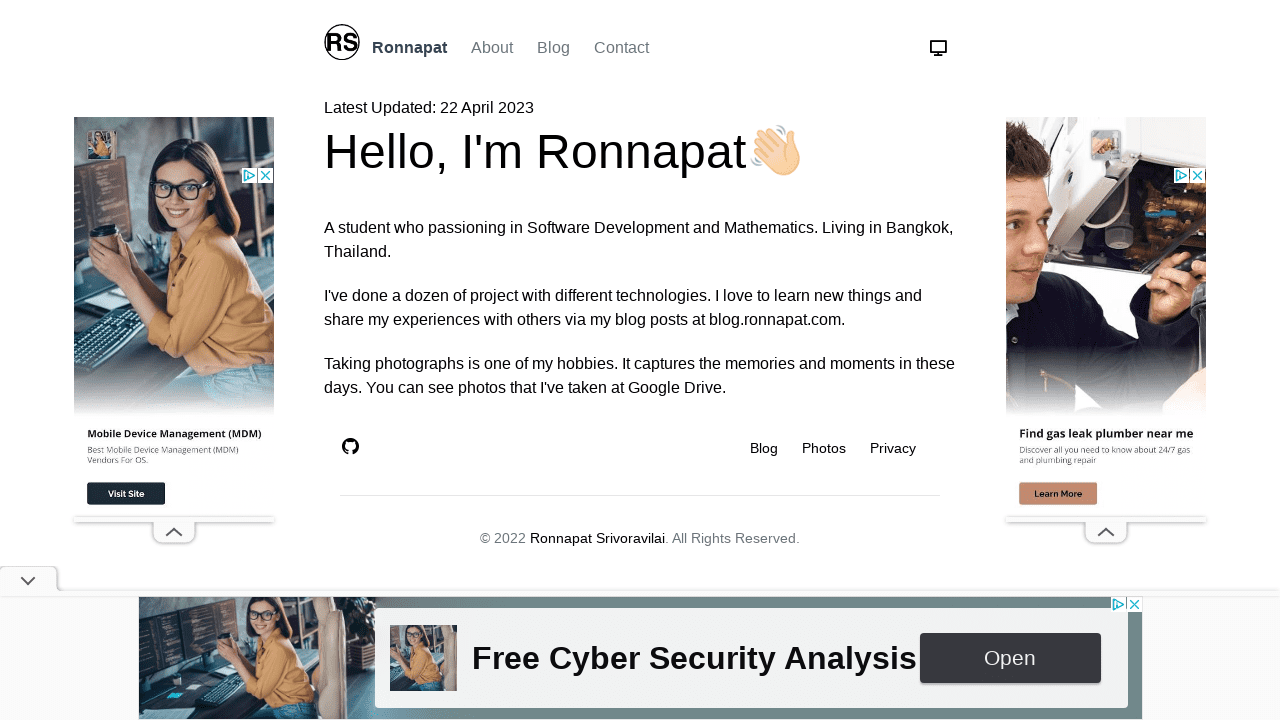 RS
Ronnapat
About
Blog
Contact
Latest Updated: 22 April 2023
Hello, I'm Ronnapat
A student who passioning in Software Development and Mathematics. Living in Bangkok,
Thailand.
I've done a dozen of project with different technologies. I love to learn new things and
share my experiences with others via my blog posts at blog.ronnapat.com.
Taking photographs is one of my hobbies. It captures the memories and moments in these
days. You can see photos that I've taken at Google Drive.
Blog
Photos
Privacy
© 2022 Ronnapat Srivoravilai. All Rights Reserved.
Mobile Device Management (MDM)
Best Mobile Device Management (MDM)
Vendors For OS.
Visit Site
Find gas leak plumber near me
Discover all you need to know about 24/7 gas
and plumbing repair
Learn More
Free Cyber Security Analysis
Open